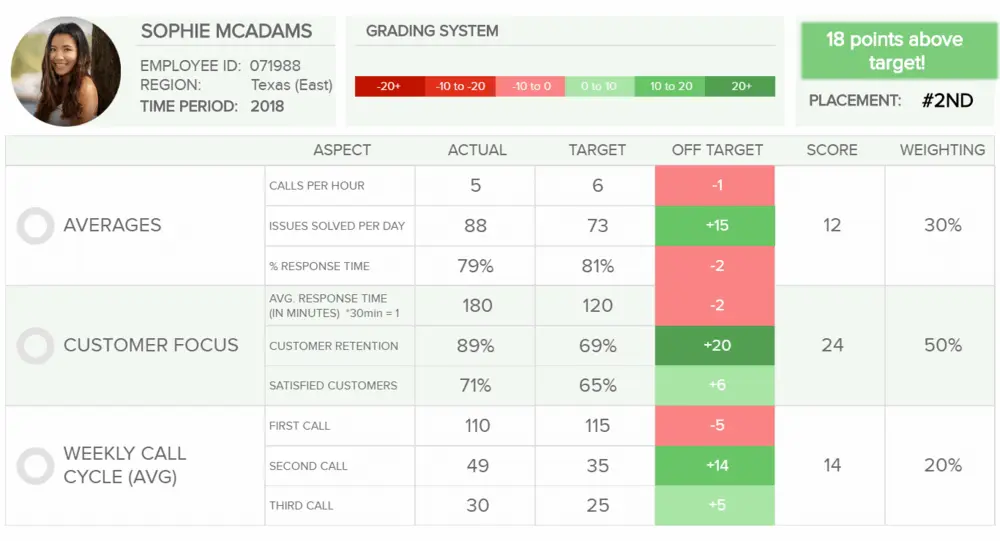 SOPHIE MCADAMS
EMPLOYEE ID: 071988
REGION: Texas (East)
TIME PERIOD: 2018
GRADING SYSTEM
-20+ -10 to -20 -10 to 0 0 to 10 10 to 20 20+
18 points above
target!
PLACEMENT: #2ND
ASPECT ACTUAL TARGET OFF TARGET SCORE WEIGHTING
AVERAGES
CALLS PER HOUR 5 6 -1
ISSUES SOLVED PER DAY 88 73 +15
% RESPONSE TIME 79% 81% -2
12 30%
CUSTOMER FOCUS
AVG. RESPONSE TIME
(IN MINUTES) *30min = 1 180 120 -2
CUSTOMER RETENTION 89% 69% +20
SATISFIED CUSTOMERS 71% 65% +6
24 50%
WEEKLY CALL
CYCLE (AVG)
FIRST CALL 110 115 -5
SECOND CALL 49 35 +14
THIRD CALL 30 25 +5
14 20%